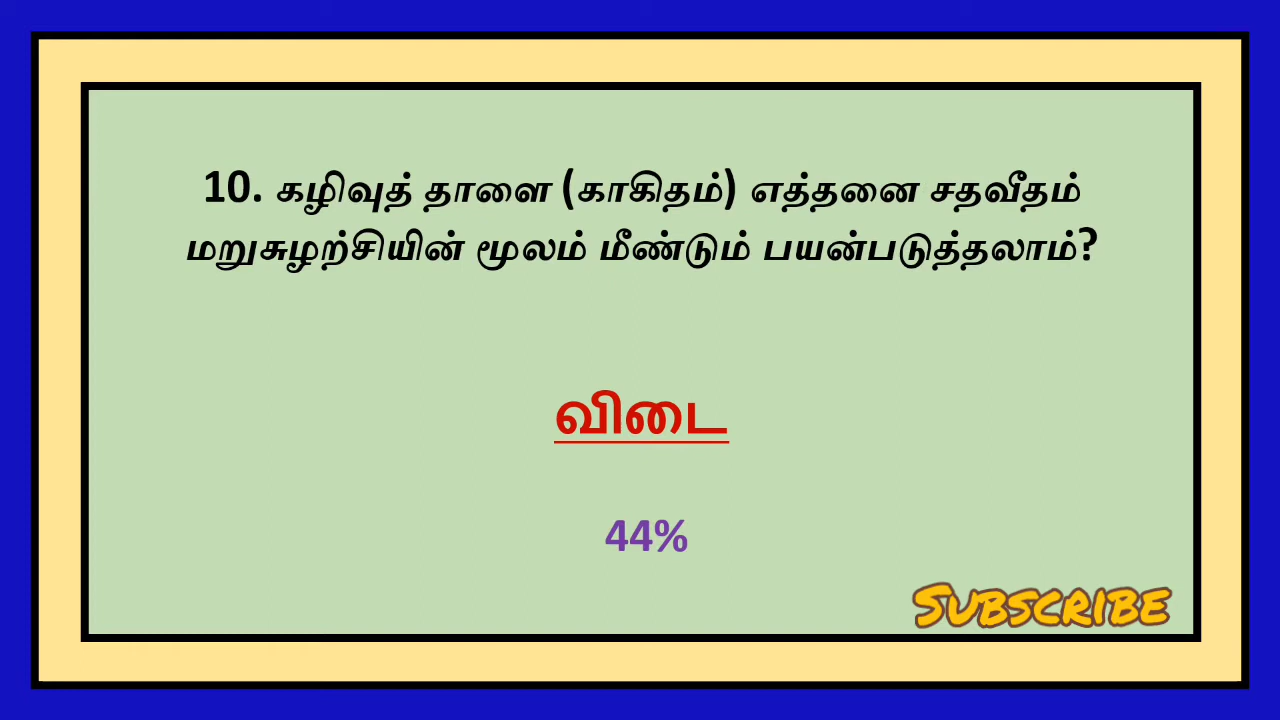 10. கழிவுத் தாளை (காகிதம்) எத்தனை சதவீதம்
மறுசுழற்சியின் மூலம் மீண்டும் பயன்படுத்தலாம்?
விடை
44%
SUBSCRIBE